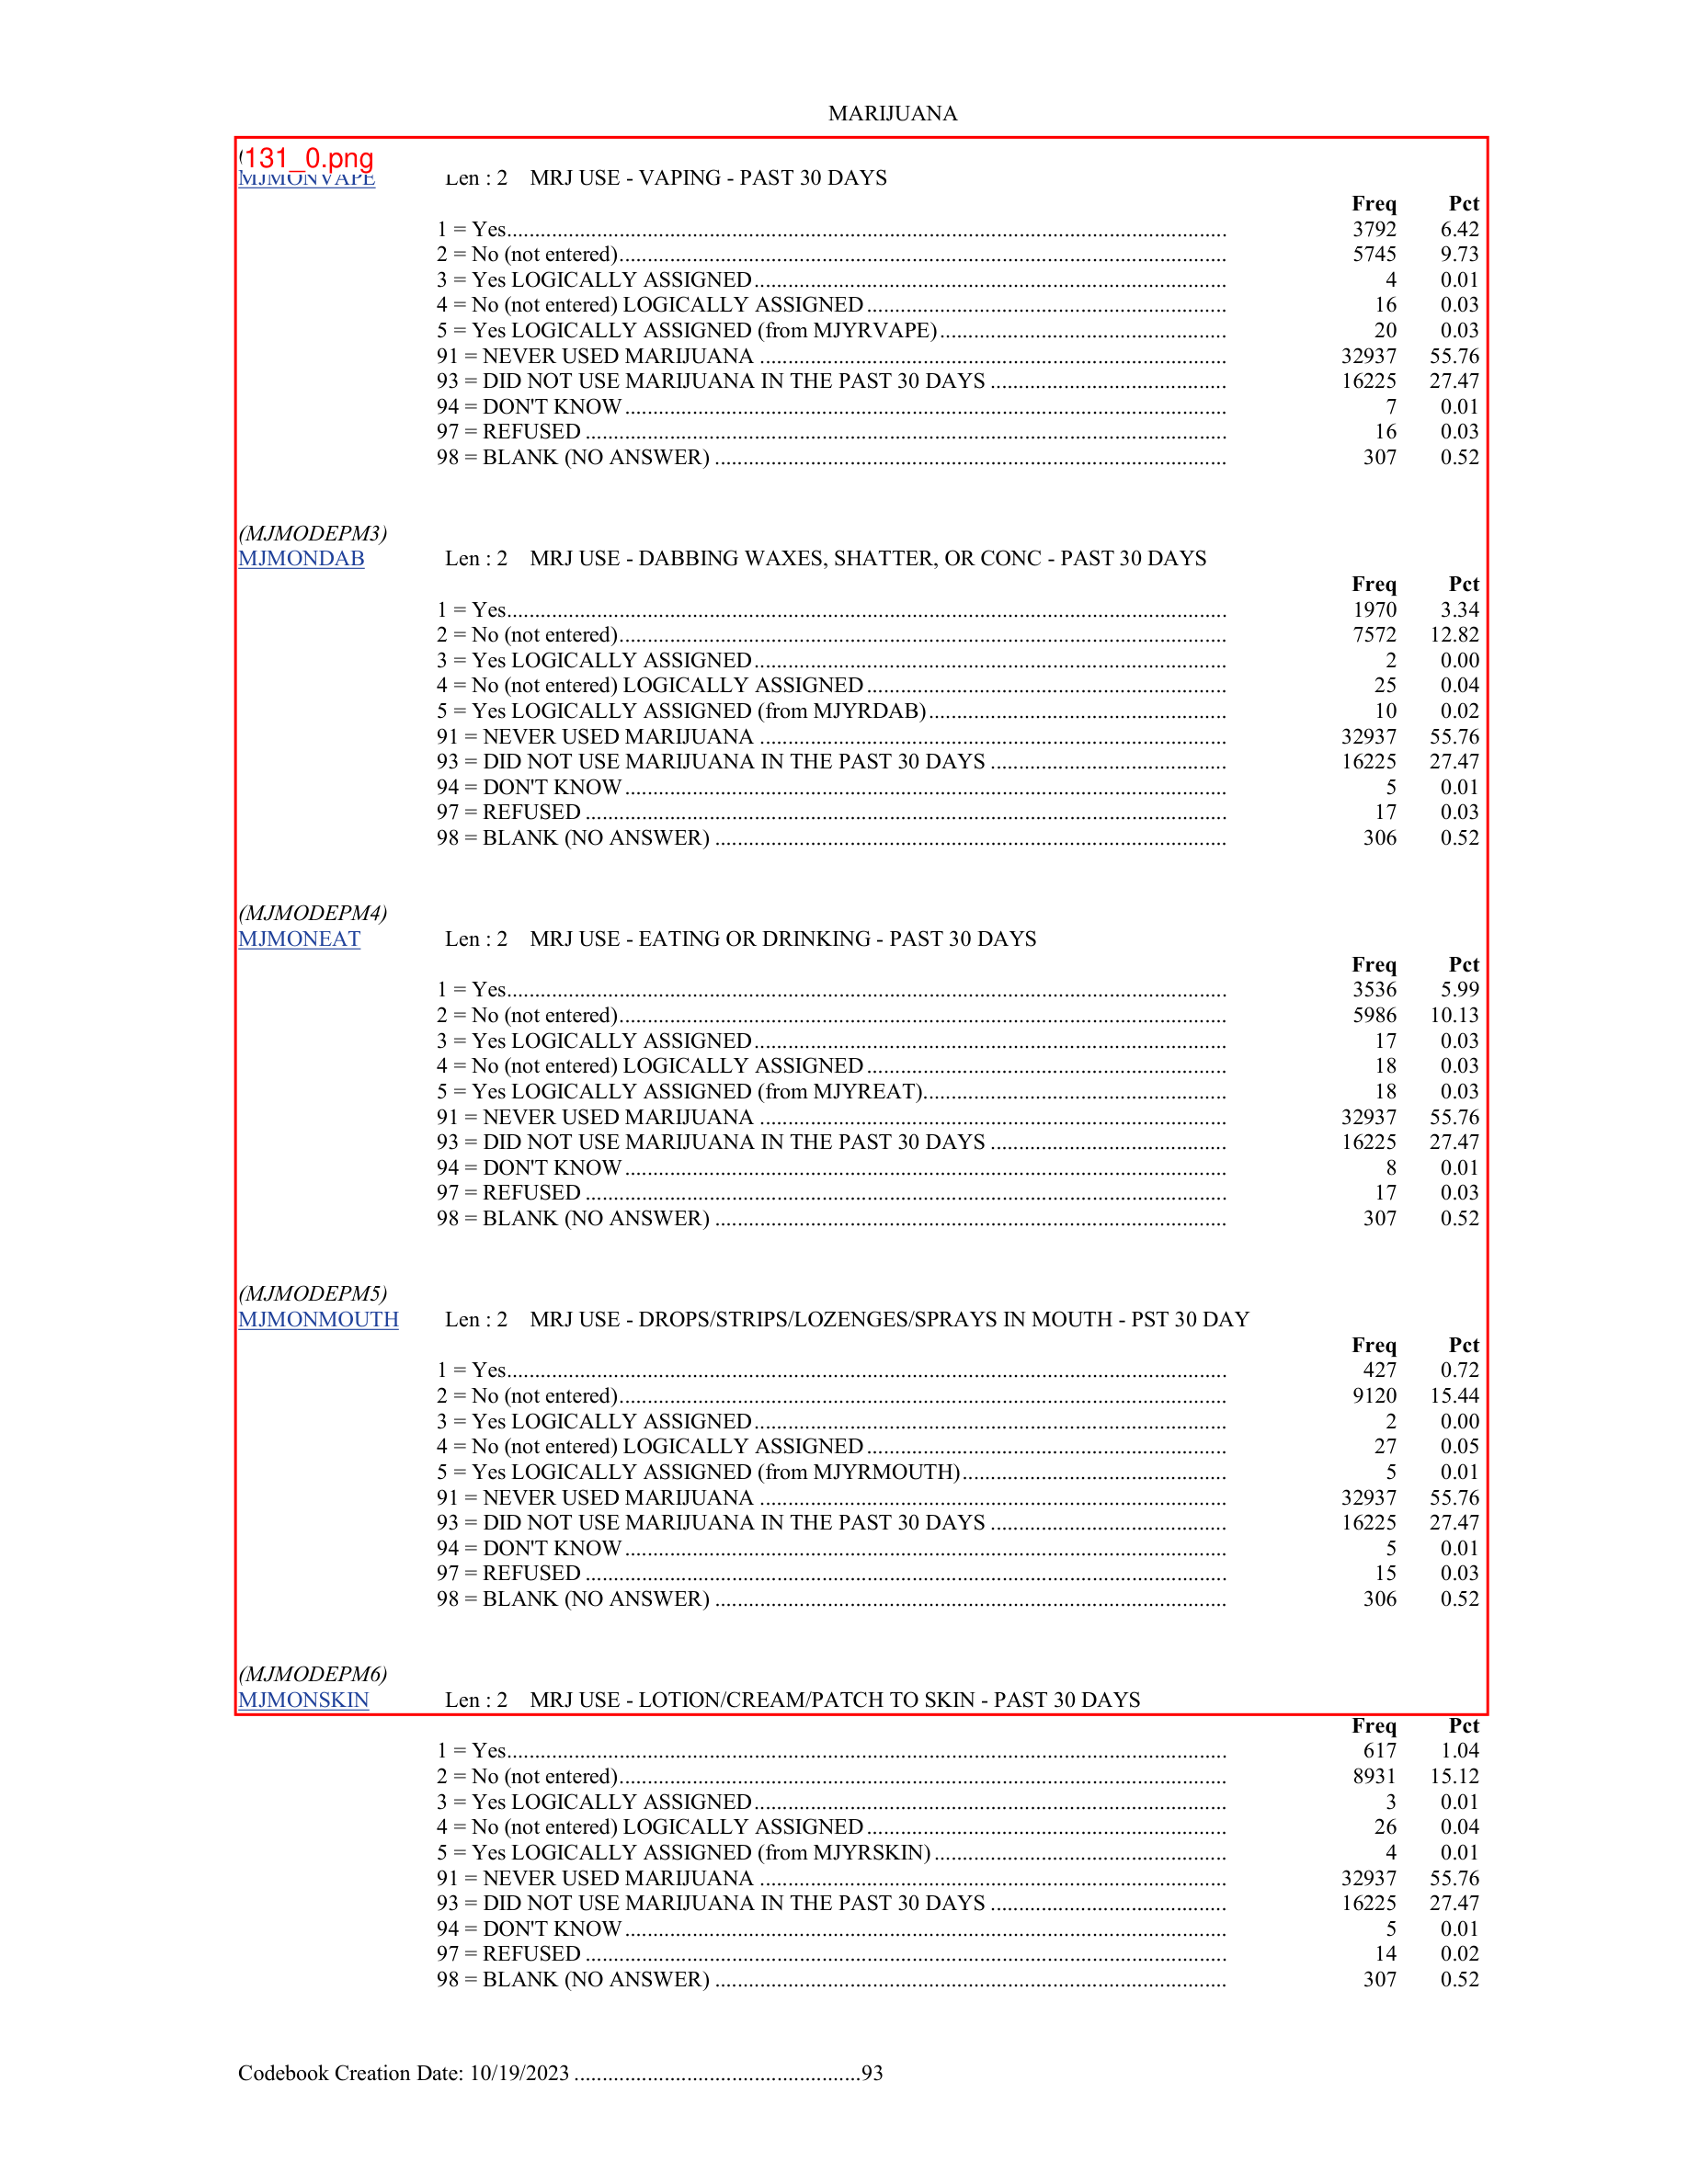 MARIJUANA
131_0.png
MJMONVAPE Len : 2 MRJ USE - VAPING - PAST 30 DAYS
Freq Pct
1 = Yes 3792 6.42
2 = No (not entered) 5745 9.73
3 = Yes LOGICALLY ASSIGNED 4 0.01
4 = No (not entered) LOGICALLY ASSIGNED 16 0.03
5 = Yes LOGICALLY ASSIGNED (from MJYRVAPE) 20 0.03
91 = NEVER USED MARIJUANA 32937 55.76
93 = DID NOT USE MARIJUANA IN THE PAST 30 DAYS 16225 27.47
94 = DON'T KNOW 7 0.01
97 = REFUSED 16 0.03
98 = BLANK (NO ANSWER) 307 0.52
(MJMODEPM3)
MJMONDAB Len : 2 MRJ USE - DABBING WAXES, SHATTER, OR CONC - PAST 30 DAYS
Freq Pct
1 = Yes 1970 3.34
2 = No (not entered) 7572 12.82
3 = Yes LOGICALLY ASSIGNED 2 0.00
4 = No (not entered) LOGICALLY ASSIGNED 25 0.04
5 = Yes LOGICALLY ASSIGNED (from MJYRDAB) 10 0.02
91 = NEVER USED MARIJUANA 32937 55.76
93 = DID NOT USE MARIJUANA IN THE PAST 30 DAYS 16225 27.47
94 = DON'T KNOW 5 0.01
97 = REFUSED 17 0.03
98 = BLANK (NO ANSWER) 306 0.52
(MJMODEPM4)
MJMONEAT Len : 2 MRJ USE - EATING OR DRINKING - PAST 30 DAYS
Freq Pct
1 = Yes 3536 5.99
2 = No (not entered) 5986 10.13
3 = Yes LOGICALLY ASSIGNED 17 0.03
4 = No (not entered) LOGICALLY ASSIGNED 18 0.03
5 = Yes LOGICALLY ASSIGNED (from MJYREAT) 18 0.03
91 = NEVER USED MARIJUANA 32937 55.76
93 = DID NOT USE MARIJUANA IN THE PAST 30 DAYS 16225 27.47
94 = DON'T KNOW 8 0.01
97 = REFUSED 17 0.03
98 = BLANK (NO ANSWER) 307 0.52
(MJMODEPM5)
MJMONMOUTH Len : 2 MRJ USE - DROPS/STRIPS/LOZENGES/SPRAYS IN MOUTH - PST 30 DAY
Freq Pct
1 = Yes 427 0.72
2 = No (not entered) 9120 15.44
3 = Yes LOGICALLY ASSIGNED 2 0.00
4 = No (not entered) LOGICALLY ASSIGNED 27 0.05
5 = Yes LOGICALLY ASSIGNED (from MJYRMOUTH) 5 0.01
91 = NEVER USED MARIJUANA 32937 55.76
93 = DID NOT USE MARIJUANA IN THE PAST 30 DAYS 16225 27.47
94 = DON'T KNOW 5 0.01
97 = REFUSED 15 0.03
98 = BLANK (NO ANSWER) 306 0.52
(MJMODEPM6)
MJMONSKIN Len : 2 MRJ USE - LOTION/CREAM/PATCH TO SKIN - PAST 30 DAYS
Freq Pct
1 = Yes 617 1.04
2 = No (not entered) 8931 15.12
3 = Yes LOGICALLY ASSIGNED 3 0.01
4 = No (not entered) LOGICALLY ASSIGNED 26 0.04
5 = Yes LOGICALLY ASSIGNED (from MJYRSKIN) 4 0.01
91 = NEVER USED MARIJUANA 32937 55.76
93 = DID NOT USE MARIJUANA IN THE PAST 30 DAYS 16225 27.47
94 = DON'T KNOW 5 0.01
97 = REFUSED 14 0.02
98 = BLANK (NO ANSWER) 307 0.52
Codebook Creation Date: 10/19/2023 93